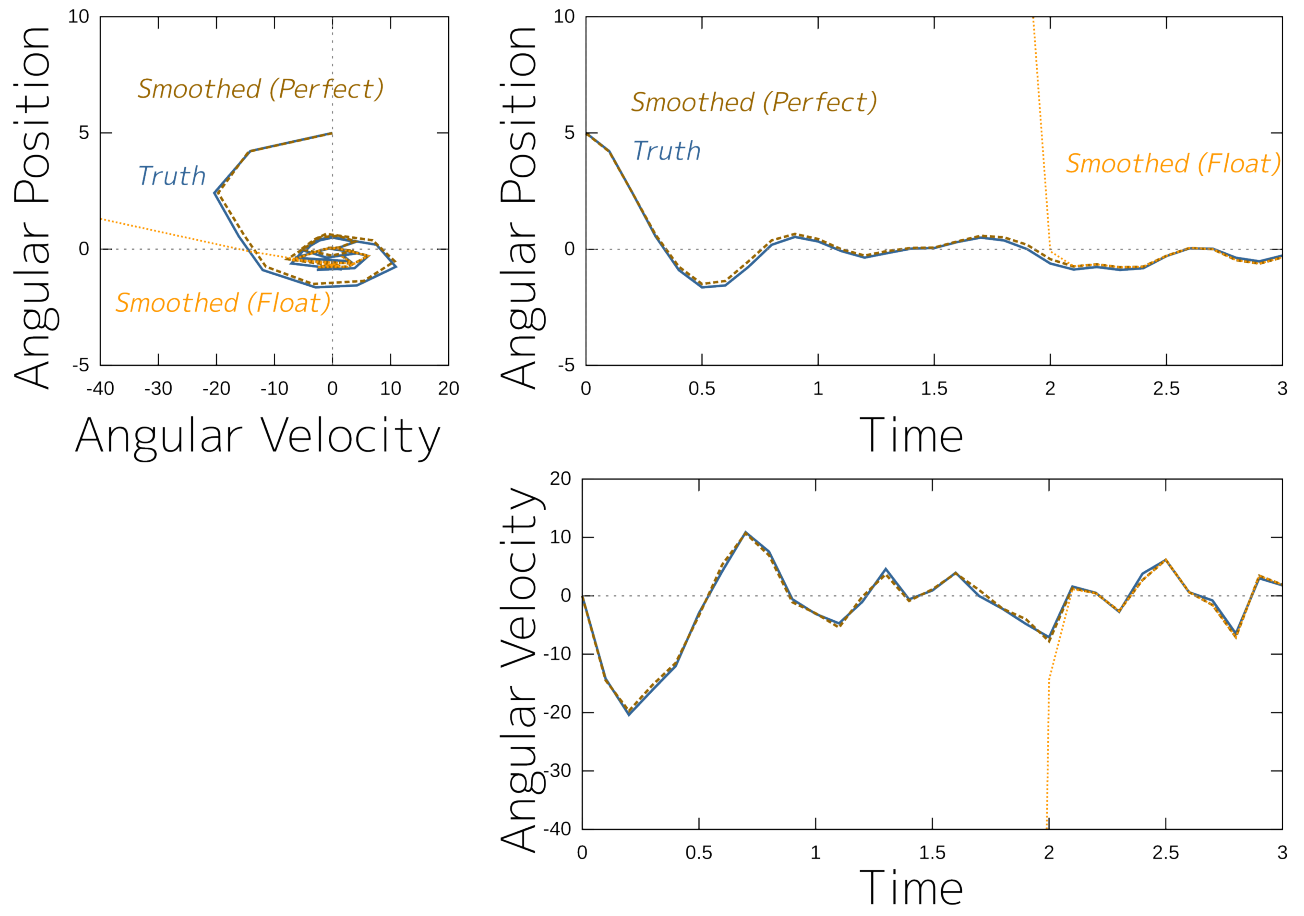 10
5
0
-5
Angular Position
Smoothed (Perfect)
Truth
Smoothed (Float)
-40 -30 -20 -10 0 10 20
Angular Velocity
10
5
0
-5
Angular Position
Smoothed (Perfect)
Truth
Smoothed (Float)
0 0.5 1 1.5 2 2.5 3
Time
20
10
0
-10
-20
-30
-40
Angular Velocity
0 0.5 1 1.5 2 2.5 3
Time